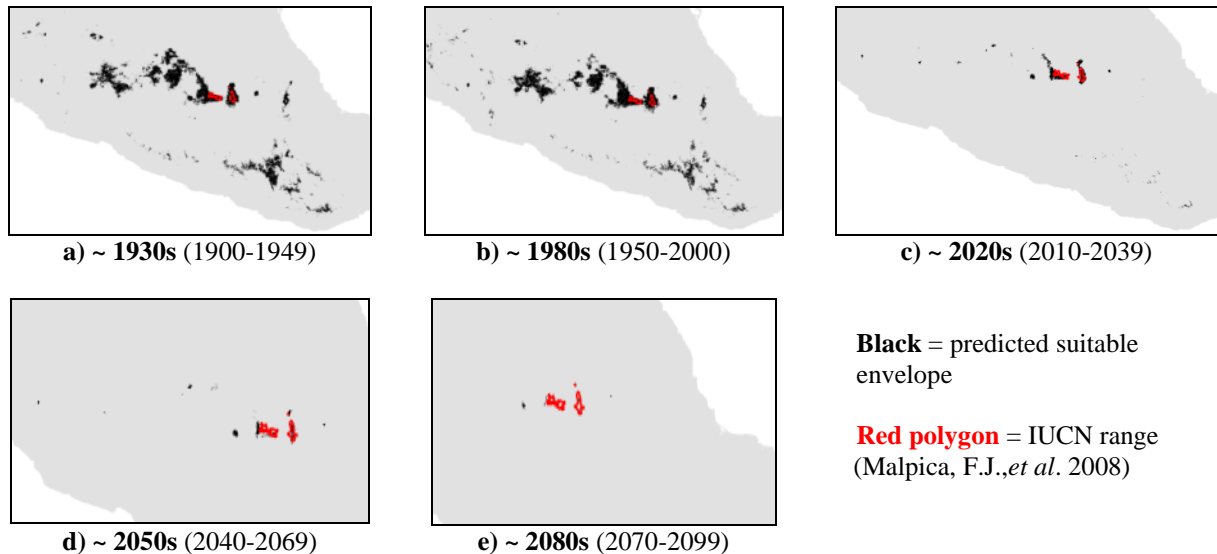 a) ~ 1930s (1900-1949)
b) ~ 1980s (1950-2000)
c) ~ 2020s (2010-2039)
Black = predicted suitable
envelope
Red polygon = IUCN range
(Malpica, F.J.,et al. 2008)
d) ~ 2050s (2040-2069)
e) ~ 2080s (2070-2099)